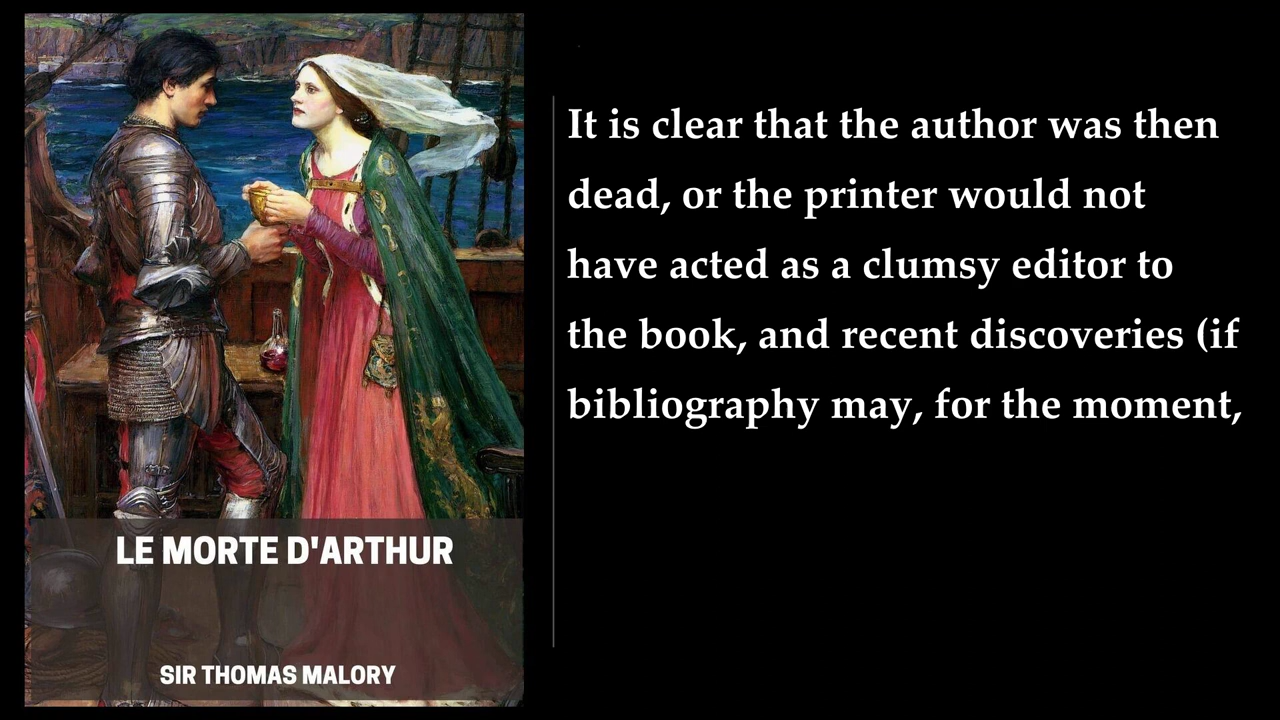 LE MORTE D'ARTHUR
SIR THOMAS MALORY
It is clear that the author was then
dead, or the printer would not
have acted as a clumsy editor to
the book, and recent discoveries (if
bibliography may, for the moment,